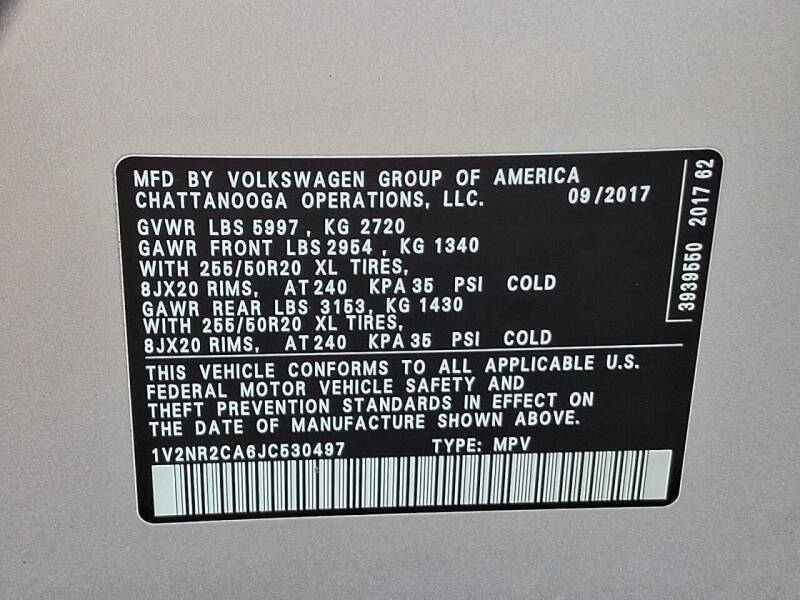 MFD BY VOLKSWAGEN GROUP OF AMERICA
CHATTANOOGA OPERATIONS, LLC. 09/2017
GVWR LBS 5997, KG 2720
GAWR FRONT LBS 2954, KG 1340
WITH 255/50R20 XL TIRES,
8JX20 RIMS, AT 240 KPA 35 PSI COLD
GAWR REAR LBS 3153, KG 1430
WITH 255/50R20 XL TIRES,
8JX20 RIMS, AT 240 KPA 35 PSI COLD
THIS VEHICLE CONFORMS TO ALL APPLICABLE U.S.
FEDERAL MOTOR VEHICLE SAFETY AND
THEFT PREVENTION STANDARDS IN EFFECT ON
THE DATE OF MANUFACTURE SHOWN ABOVE.
1V2NR2CA6JC530497 TYPE: MPV
3939550 2017 62